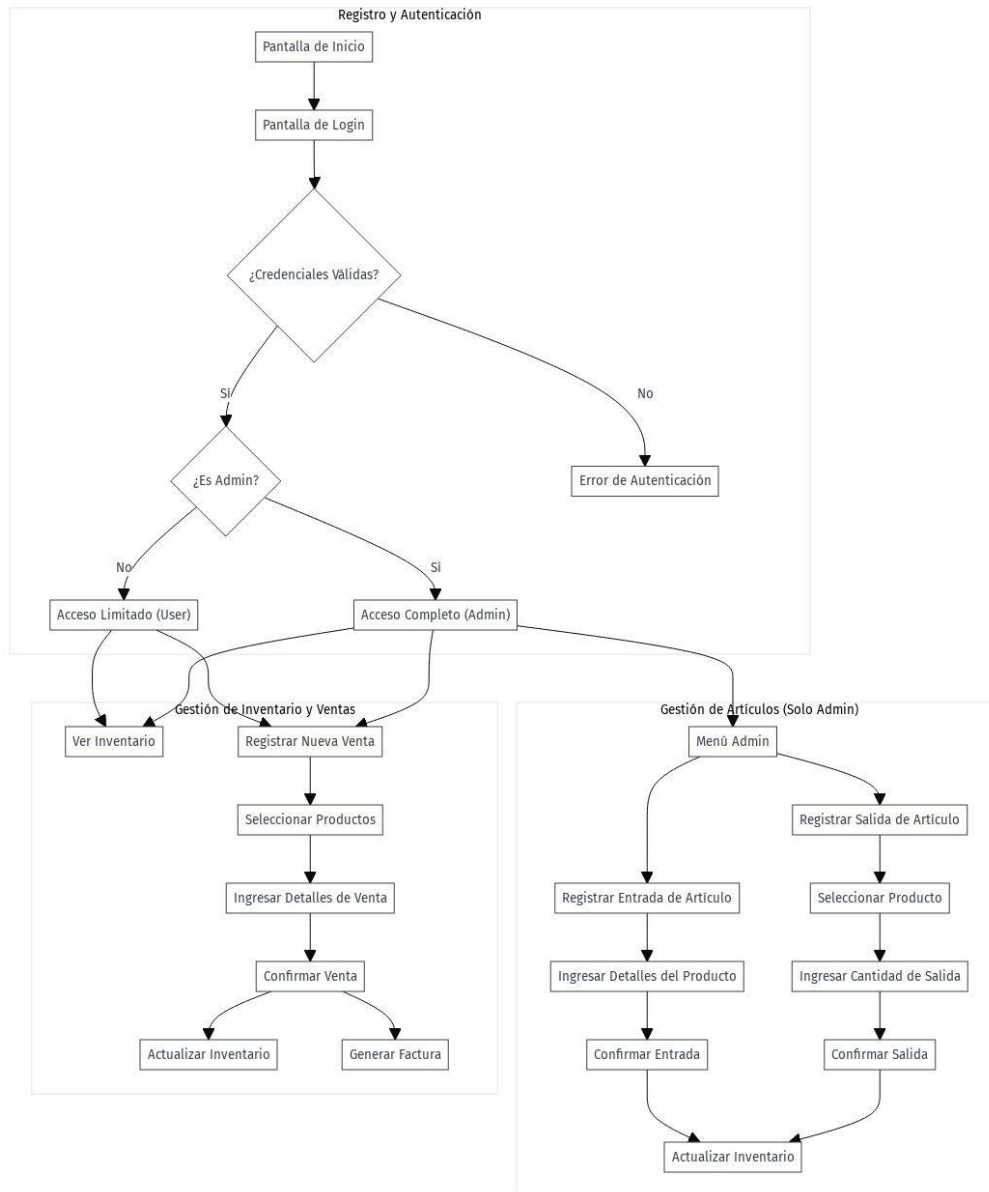 Registro y Autenticación
Pantalla de Inicio
Pantalla de Login
¿Credenciales Válidas?
Sí
No
¿Es Admin?
Error de Autenticación
No
Sí
Acceso Limitado (User)
Acceso Completo (Admin)
Gestión de Inventario y Ventas
Gestión de Artículos (Solo Admin)
Ver Inventario
Registrar Nueva Venta
Menú Admin
Seleccionar Productos
Registrar Salida de Artículo
Ingresar Detalles de Venta
Registrar Entrada de Artículo
Seleccionar Producto
Confirmar Venta
Ingresar Detalles del Producto
Ingresar Cantidad de Salida
Actualizar Inventario
Generar Factura
Confirmar Entrada
Confirmar Salida
Actualizar Inventario